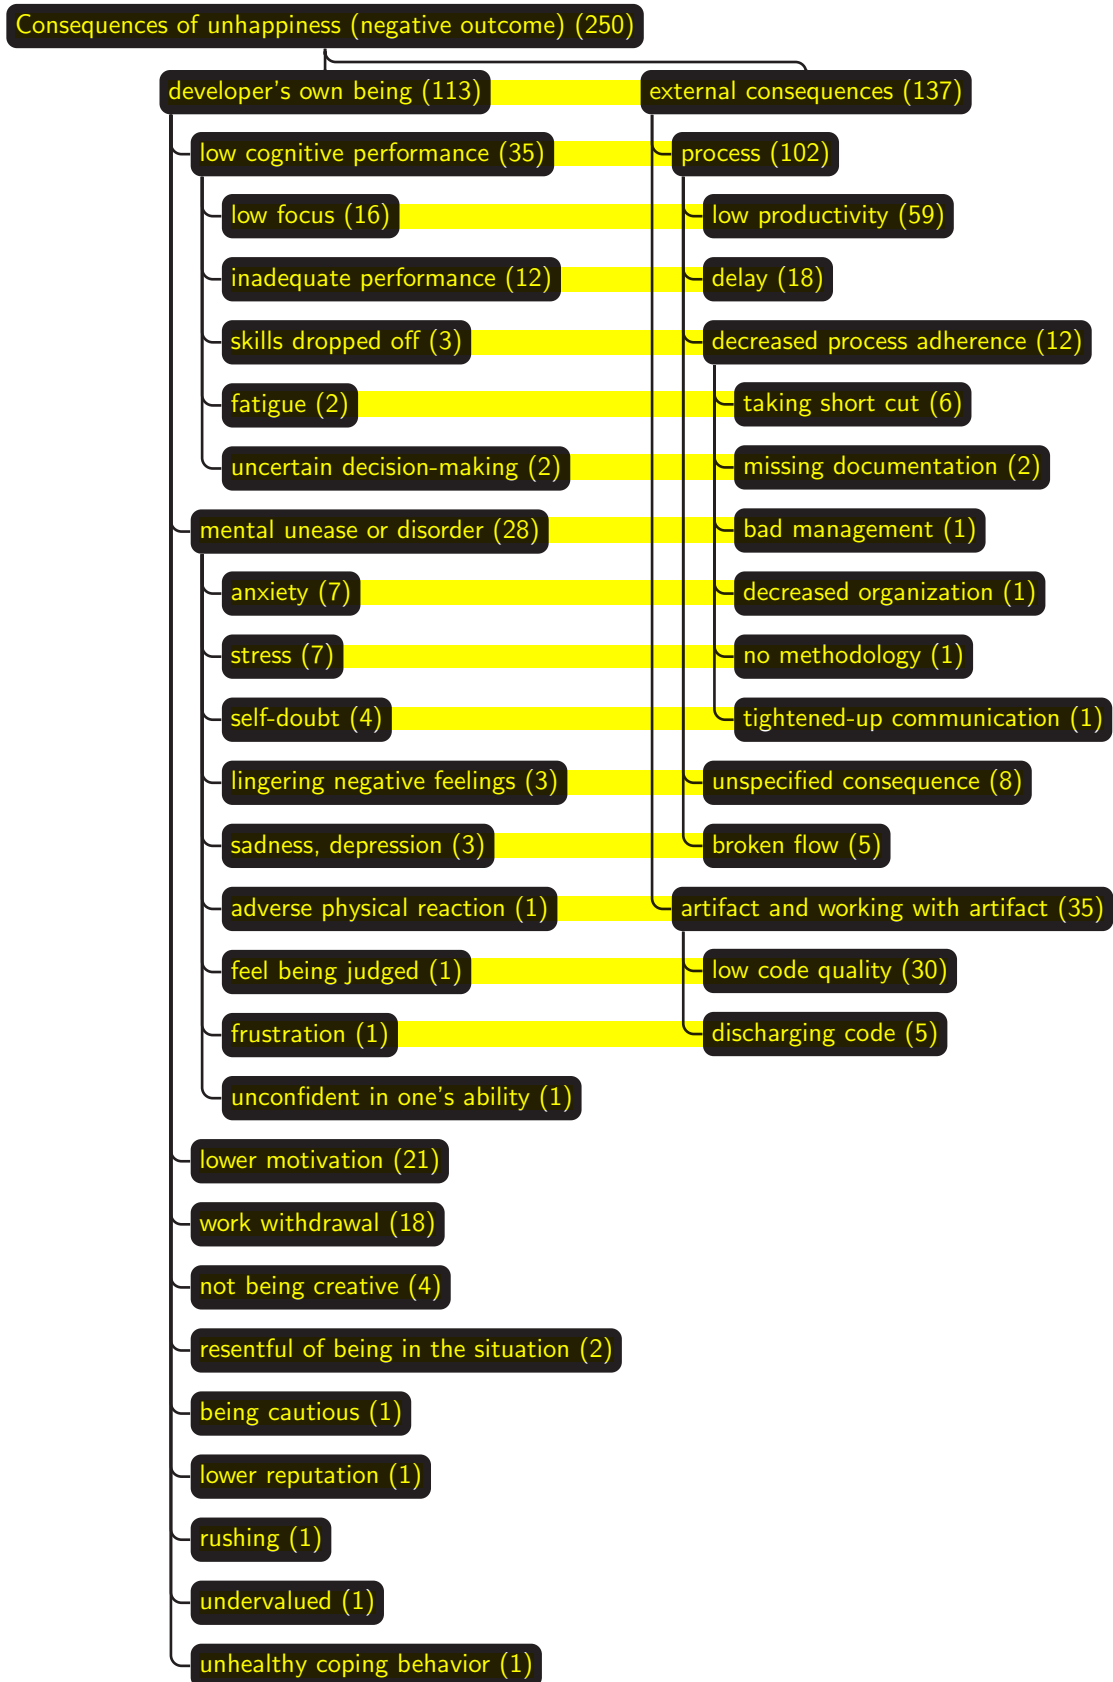 Consequences of unhappiness (negative outcome) (250)
developer's own being (113)
external consequences (137)
low cognitive performance (35)
process (102)
low focus (16)
low productivity (59)
inadequate performance (12)
delay (18)
skills dropped off (3)
decreased process adherence (12)
fatigue (2)
taking short cut (6)
uncertain decision-making (2)
missing documentation (2)
mental unease or disorder (28)
bad management (1)
anxiety (7)
decreased organization (1)
stress (7)
no methodology (1)
self-doubt (4)
tightened-up communication (1)
lingering negative feelings (3)
unspecified consequence (8)
sadness, depression (3)
broken flow (5)
adverse physical reaction (1)
artifact and working with artifact (35)
feel being judged (1)
low code quality (30)
frustration (1)
discharging code (5)
unconfident in one's ability (1)
lower motivation (21)
work withdrawal (18)
not being creative (4)
resentful of being in the situation (2)
being cautious (1)
lower reputation (1)
rushing (1)
undervalued (1)
unhealthy coping behavior (1)